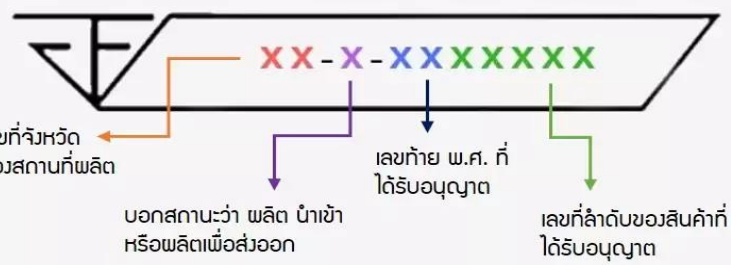 XX-X-XXXXXXX
ขที่จังหวัด
องสถานที่ผลิต
บอกสถานะว่า ผลิต นำเข้า
หรือผลิตเพื่อส่งออก
เลขท้าย พ.ศ. ที่
ได้รับอนุญาต
เลขที่ลำดับของสินค้าที่
ได้รับอนุญาต